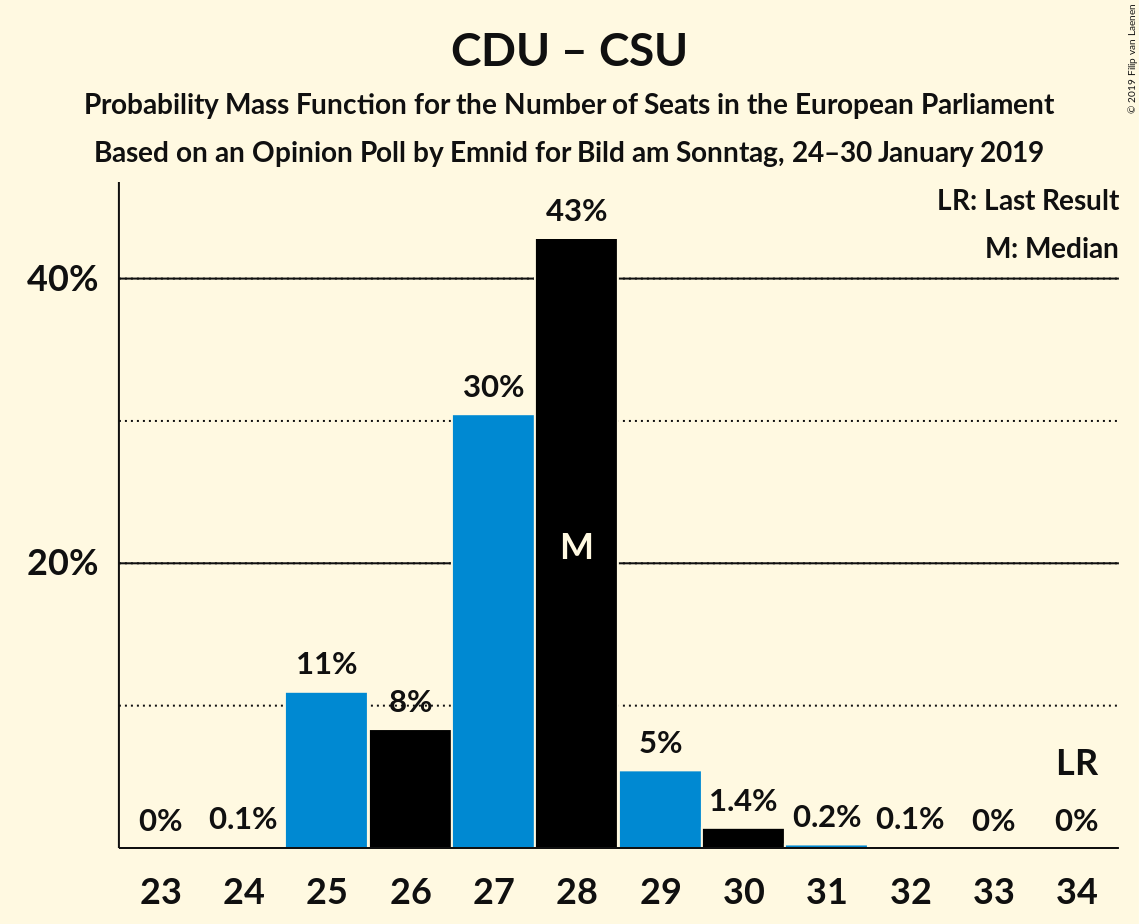 CDU – CSU
Probability Mass Function for the Number of Seats in the European Parliament
Based on an Opinion Poll by Emnid for Bild am Sonntag, 24–30 January 2019
© 2019 Filip van Laenen
LR: Last Result
M: Median
43%
40%
30%
M
20%
11%
8%
5%
LR
1.4%
0% 0.1% 0.2% 0.1% 0% 0%
23 24 25 26 27 28 29 30 31 32 33 34